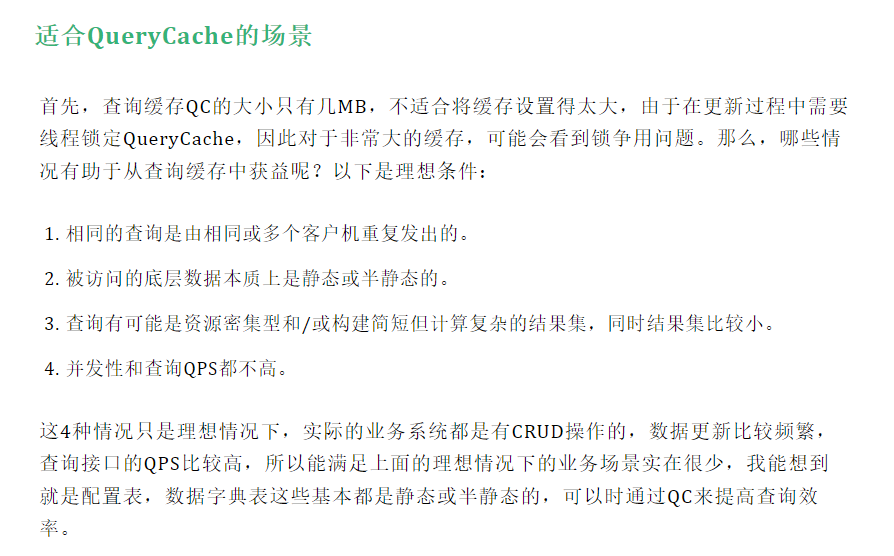 适合QueryCache的场景
首先，查询缓存QC的大小只有几MB，不适合将缓存设置得太大，由于在更新过程中需要
线程锁定QueryCache，因此对于非常大的缓存，可能会看到锁争用问题。那么，哪些情
况有助于从查询缓存中获益呢？以下是理想条件：
1. 相同的查询是由相同或多个客户机重复发出的。
2. 被访问的底层数据本质上是静态或半静态的。
3. 查询有可能是资源密集型和/或构建简短但计算复杂的结果集，同时结果集比较小。
4. 并发性和查询QPS都不高。
这4种情况只是理想情况下，实际的业务系统都是有CRUD操作的，数据更新比较频繁，
查询接口的QPS比较高，所以能满足上面的理想情况下的业务场景实在很少，我能想到
就是配置表，数据字典表这些基本都是静态或半静态的，可以时通过QC来提高查询效
率。